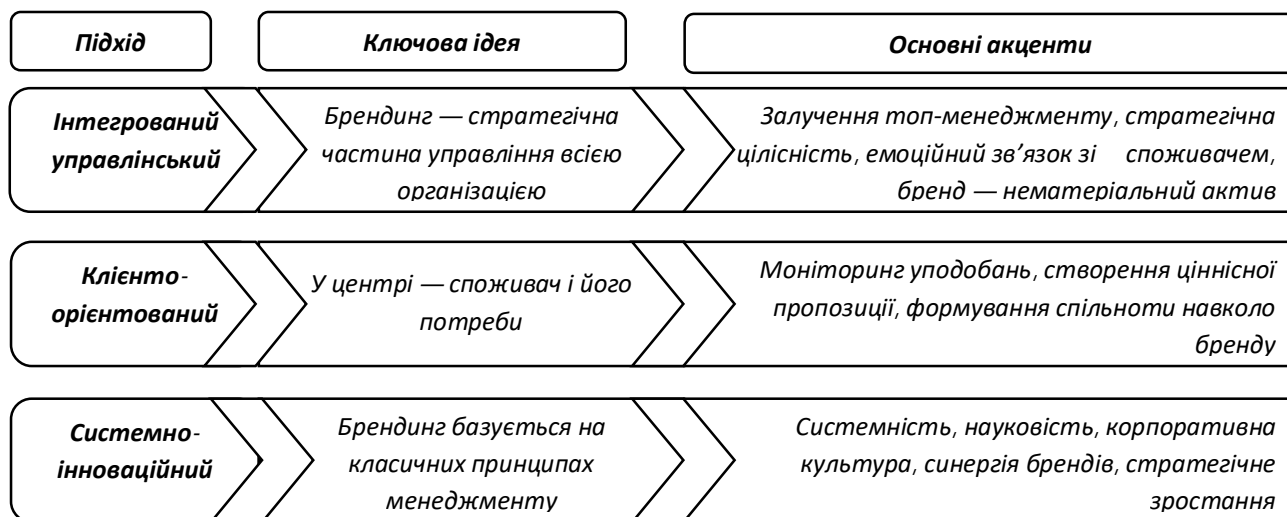 Підхід
Ключова ідея
Основні акценти
Інтегрований
управлінський
Брендинг — стратегічна
частина управління всією
організацією
Залучення топ-менеджменту, стратегічна
цілісність, емоційний зв’язок зі споживачем,
бренд — нематеріальний актив
Клієнто-
орієнтований
У центрі — споживач і його
потреби
Моніторинг уподобань, створення ціннісної
пропозиції, формування спільноти навколо
бренду
Системно-
інноваційний
Брендинг базується на
класичних принципах
менеджменту
Системність, науковість, корпоративна
культура, синергія брендів, стратегічне
зростання